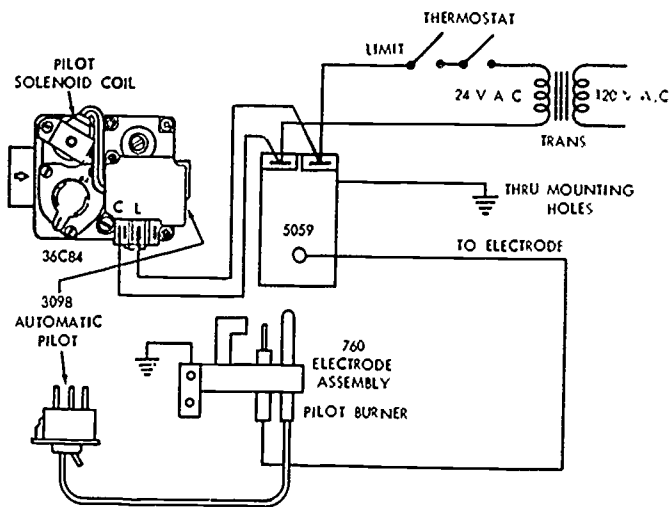 THERMOSTAT
LIMIT
PILOT
SOLENOID COIL
24 V A C
120 V A.C
TRANS
C L
THRU MOUNTING
HOLES
5059
TO ELECTRODE
36C84
3098
AUTOMATIC
PILOT
760
ELECTRODE
ASSEMBLY
PILOT BURNER